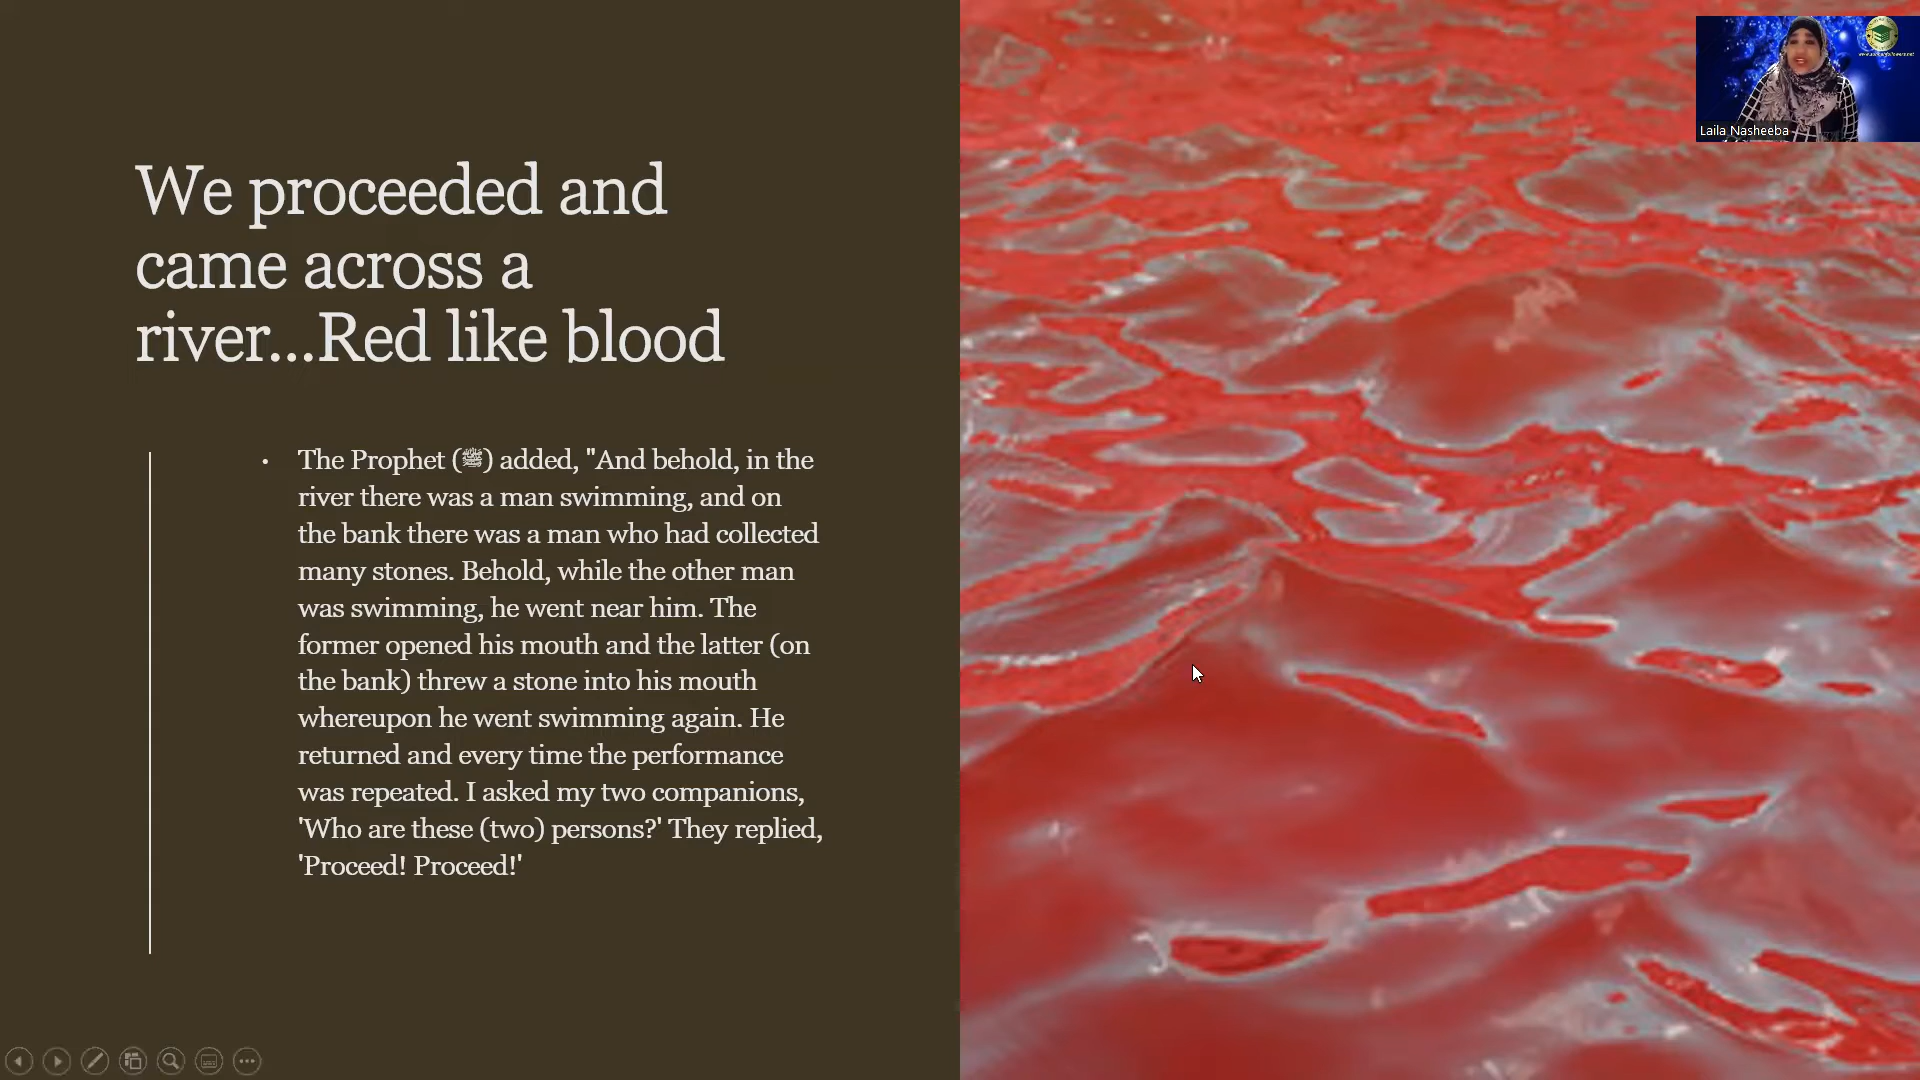 We proceeded and
came across a
river...Red like blood
• The Prophet (ﷺ) added, "And behold, in the
river there was a man swimming, and on
the bank there was a man who had collected
many stones. Behold, while the other man
was swimming, he went near him. The
former opened his mouth and the latter (on
the bank) threw a stone into his mouth
whereupon he went swimming again. He
returned and every time the performance
was repeated. I asked my two companions,
'Who are these (two) persons?' They replied,
'Proceed! Proceed!'
Laila Nasheeba